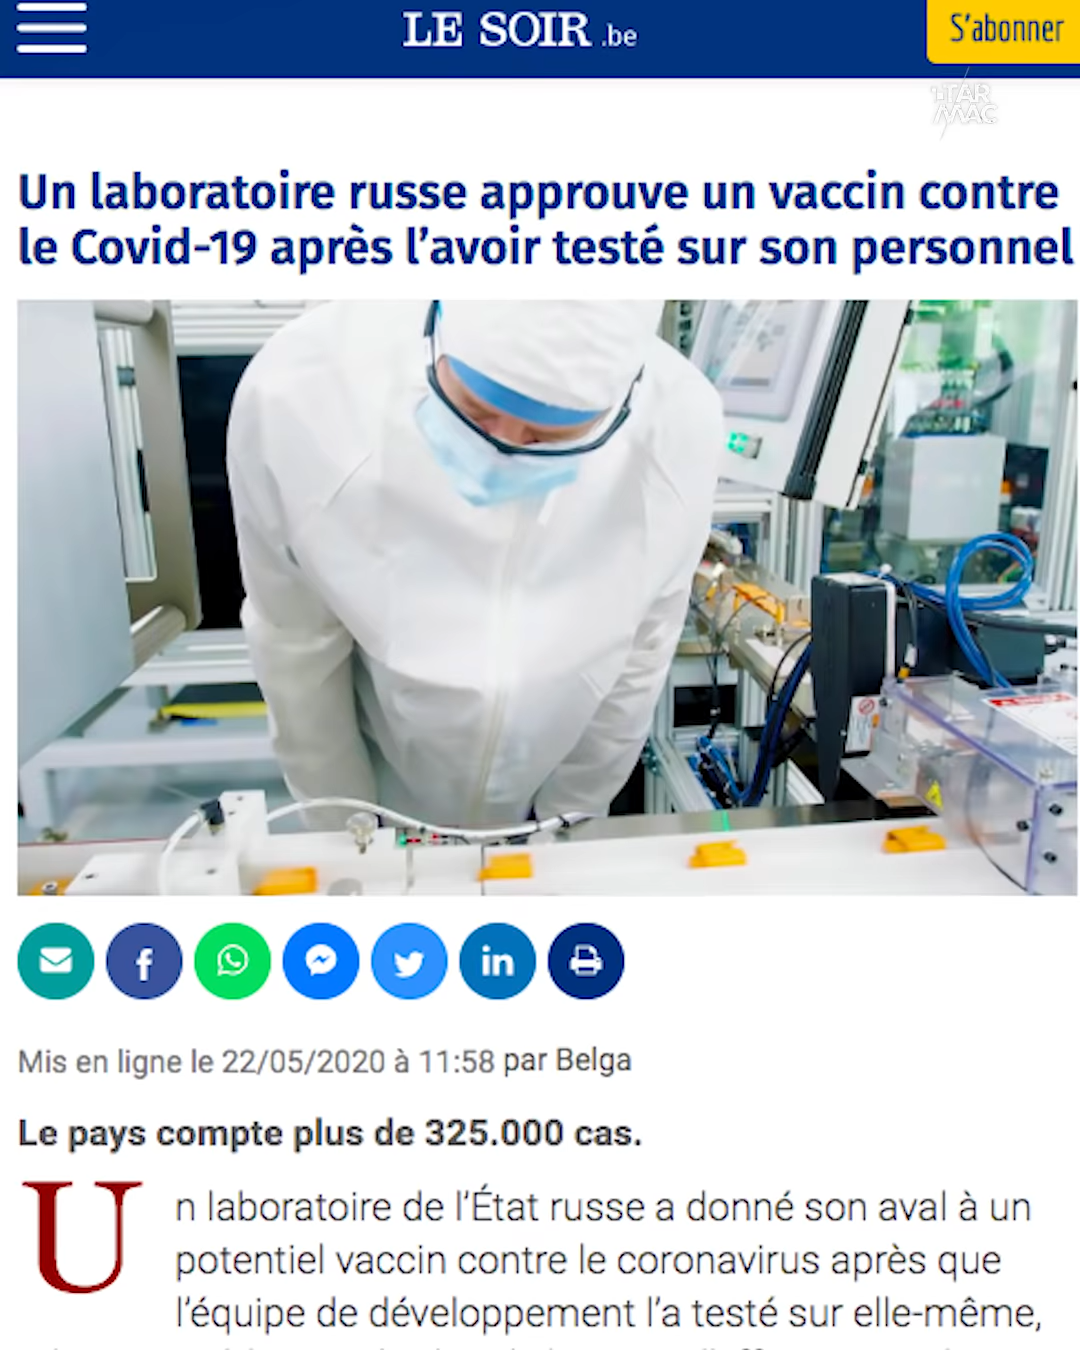 LE SOIR .be
S'abonner
TAR
MAC
Un laboratoire russe approuve un vaccin contre
le Covid-19 après l'avoir testé sur son personnel
Mis en ligne le 22/05/2020 à 11:58 par Belga
Le pays compte plus de 325.000 cas.
Un laboratoire de l'État russe a donné son aval à un
potentiel vaccin contre le coronavirus après que
l'équipe de développement l'a testé sur elle-même,